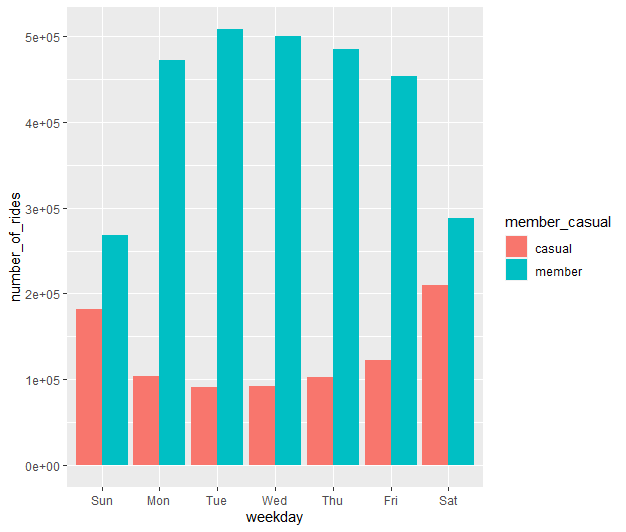 number_of_rides
5e+05
4e+05
3e+05
2e+05
1e+05
0e+00
Sun Mon Tue Wed Thu Fri Sat
weekday
member_casual
casual
member